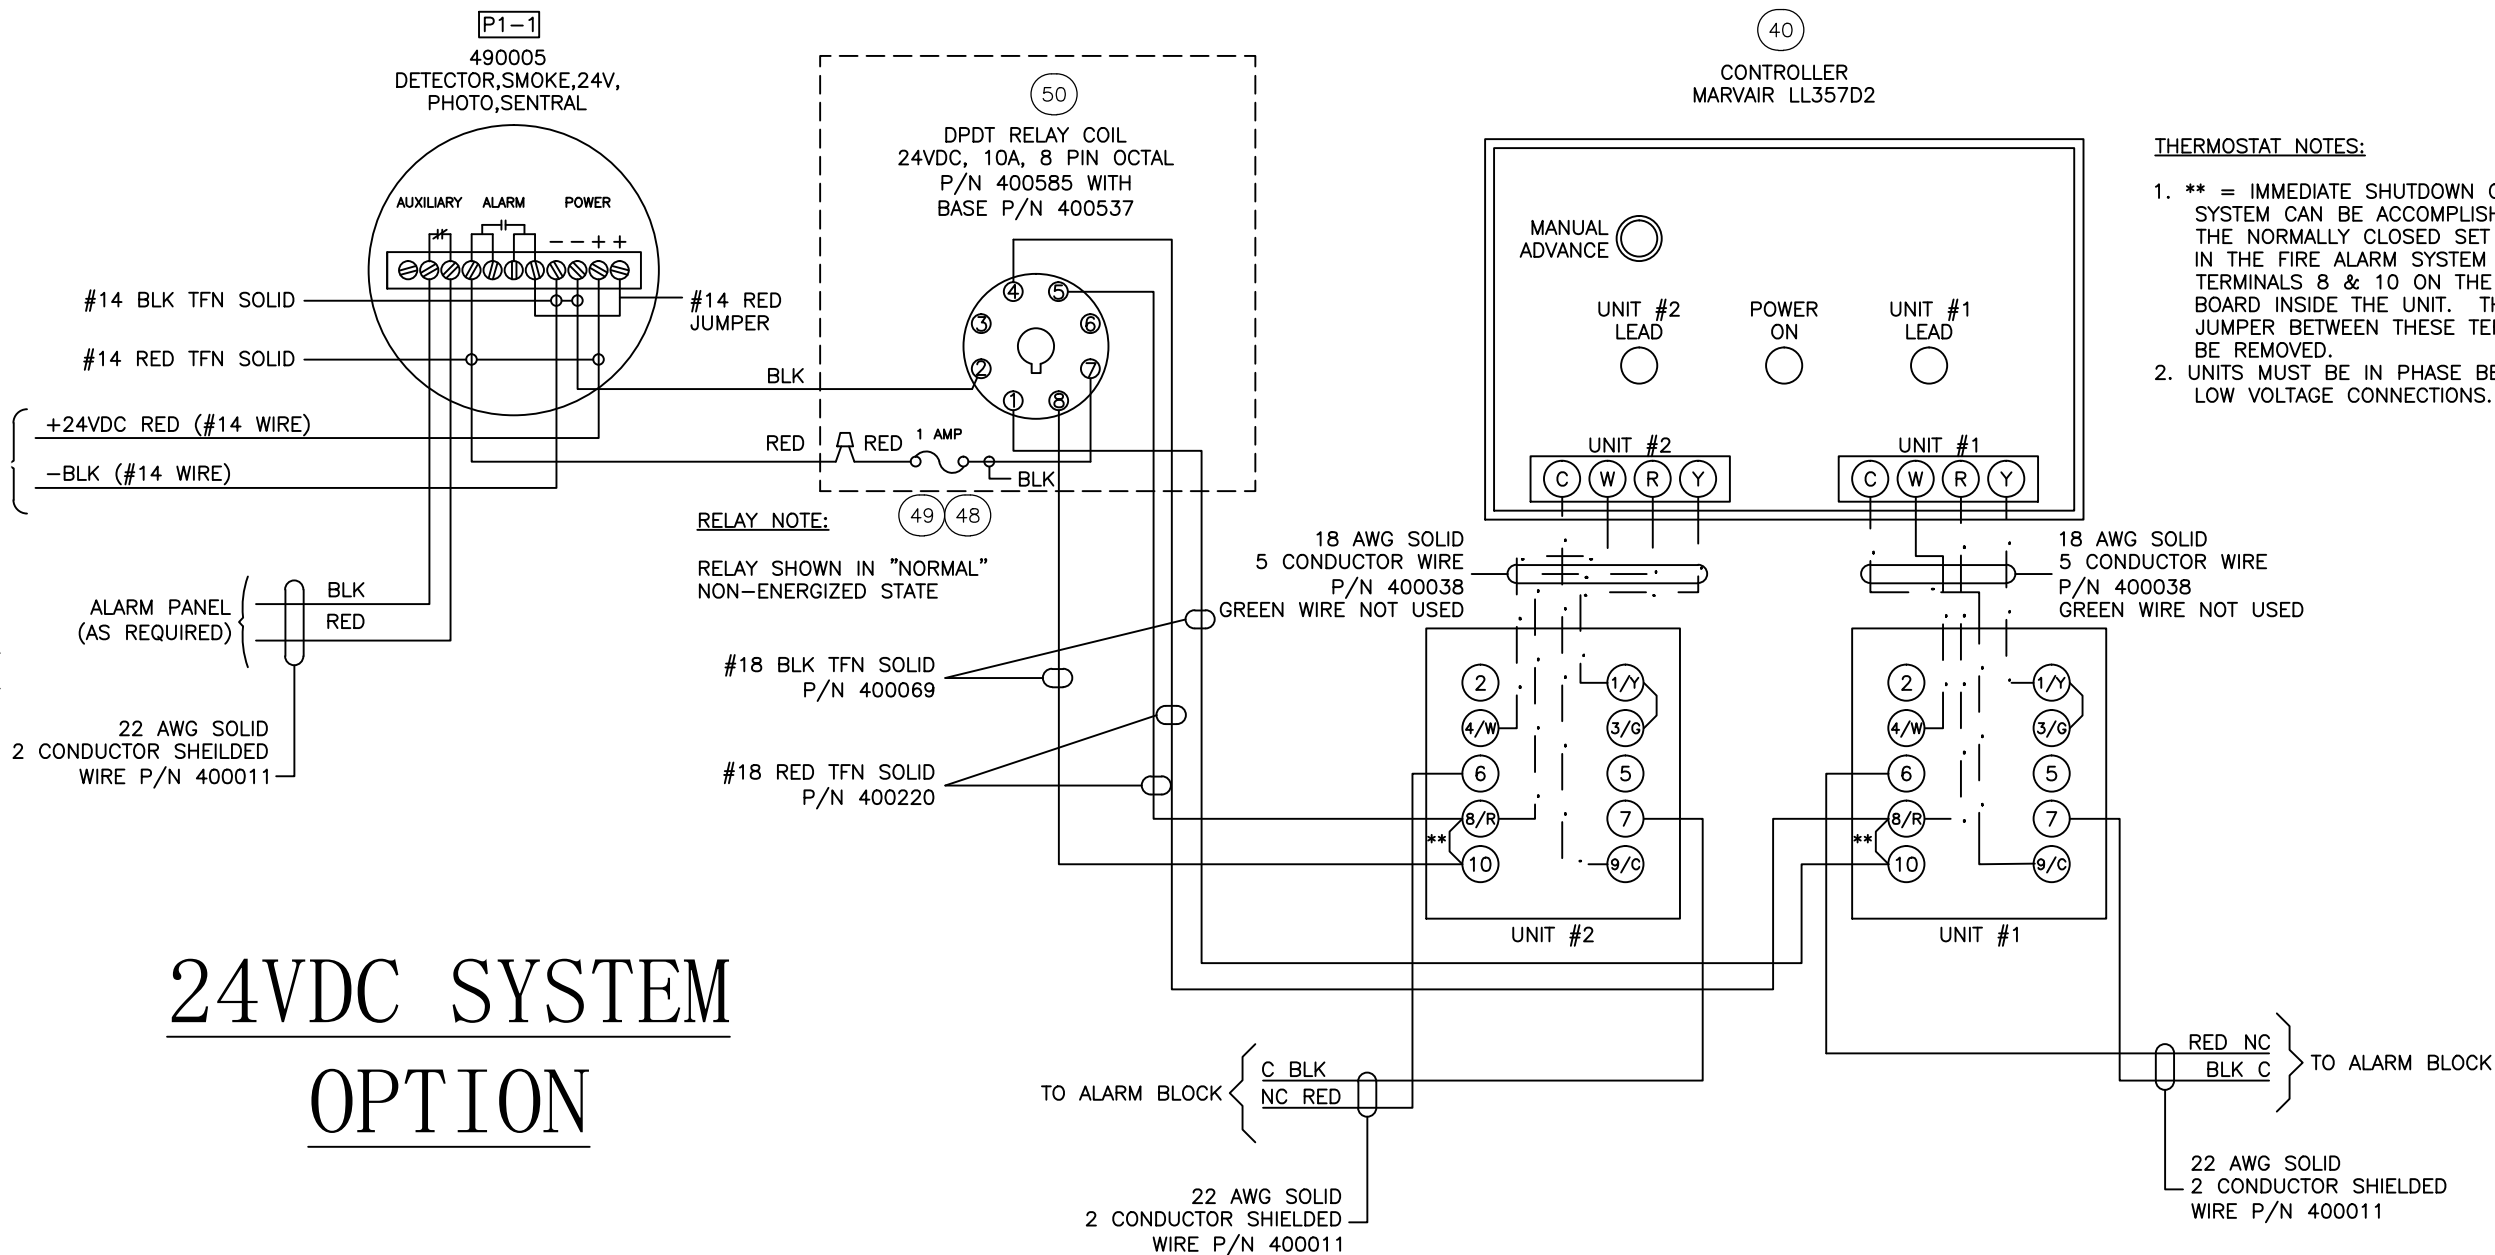 P1-1
490005
DETECTOR,SMOKE,24V,
PHOTO,SENTRAL
AUXILIARY ALARM POWER
− − + +
#14 BLK TFN SOLID
#14 RED TFN SOLID
#14 RED
JUMPER
+24VDC RED (#14 WIRE)
-BLK (#14 WIRE)
ALARM PANEL
(AS REQUIRED)
BLK
RED
22 AWG SOLID
2 CONDUCTOR SHEILDED
WIRE P/N 400011
24VDC SYSTEM
OPTION
50
DPDT RELAY COIL
24VDC, 10A, 8 PIN OCTAL
P/N 400585 WITH
BASE P/N 400537
4 5
3 6
2 7
1 8
BLK
RED RED 1 AMP
BLK
49 48
RELAY NOTE:
RELAY SHOWN IN "NORMAL"
NON-ENERGIZED STATE
#18 BLK TFN SOLID
P/N 400069
#18 RED TFN SOLID
P/N 400220
40
CONTROLLER
MARVAIR LL357D2
MANUAL
ADVANCE
UNIT #2
LEAD
POWER
ON
UNIT #1
LEAD
UNIT #2
C W R Y
UNIT #1
C W R Y
18 AWG SOLID
5 CONDUCTOR WIRE
P/N 400038
GREEN WIRE NOT USED
18 AWG SOLID
5 CONDUCTOR WIRE
P/N 400038
GREEN WIRE NOT USED
2 1/Y
4/W 3/G
6 5
8/R 7
**
10 9/C
UNIT #2
2 1/Y
4/W 3/G
6 5
8/R 7
**
10 9/C
UNIT #1
THERMOSTAT NOTES:
1. ** = IMMEDIATE SHUTDOWN
SYSTEM CAN BE ACCOMPLISH
THE NORMALLY CLOSED SET
IN THE FIRE ALARM SYSTEM
TERMINALS 8 & 10 ON THE
BOARD INSIDE THE UNIT. TH
JUMPER BETWEEN THESE TE
BE REMOVED.
2. UNITS MUST BE IN PHASE BE
LOW VOLTAGE CONNECTIONS.
TO ALARM BLOCK
C BLK
NC RED
22 AWG SOLID
2 CONDUCTOR SHIELDED
WIRE P/N 400011
RED NC
BLK C
TO ALARM BLOCK
22 AWG SOLID
2 CONDUCTOR SHIELDED
WIRE P/N 400011